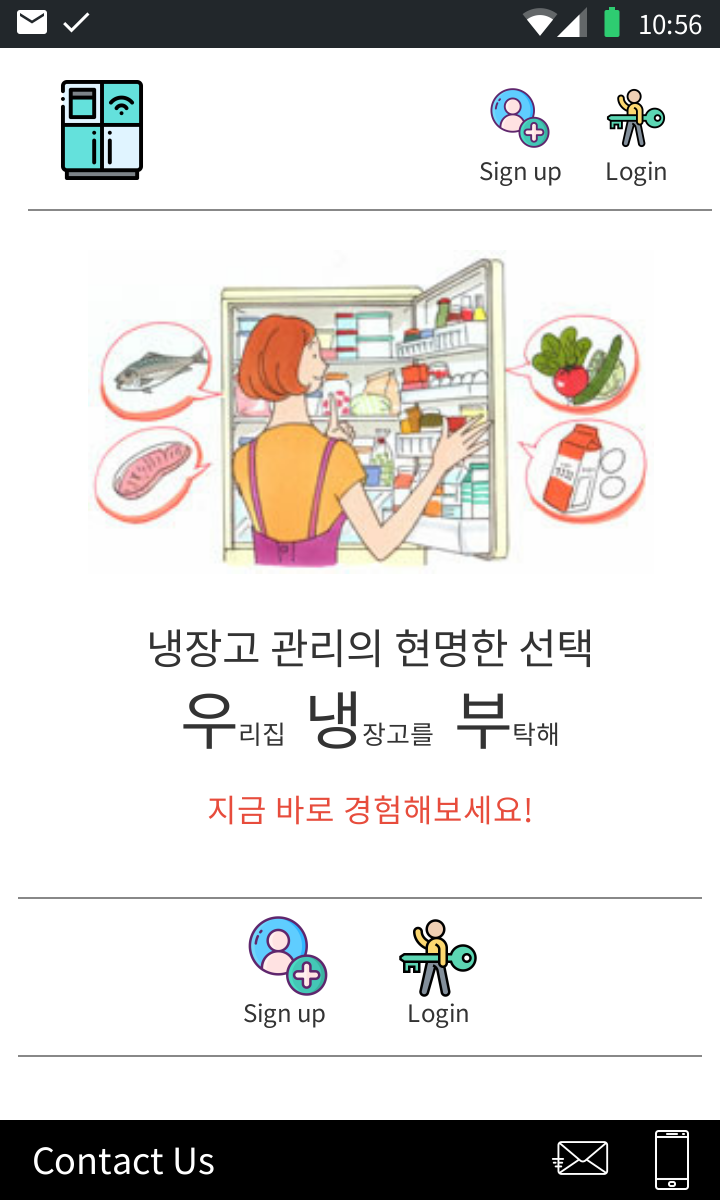 10:56
Sign up Login
냉장고 관리의 현명한 선택
우리집 냉장고를 부탁해
지금 바로 경험해보세요!
Sign up Login
Contact Us